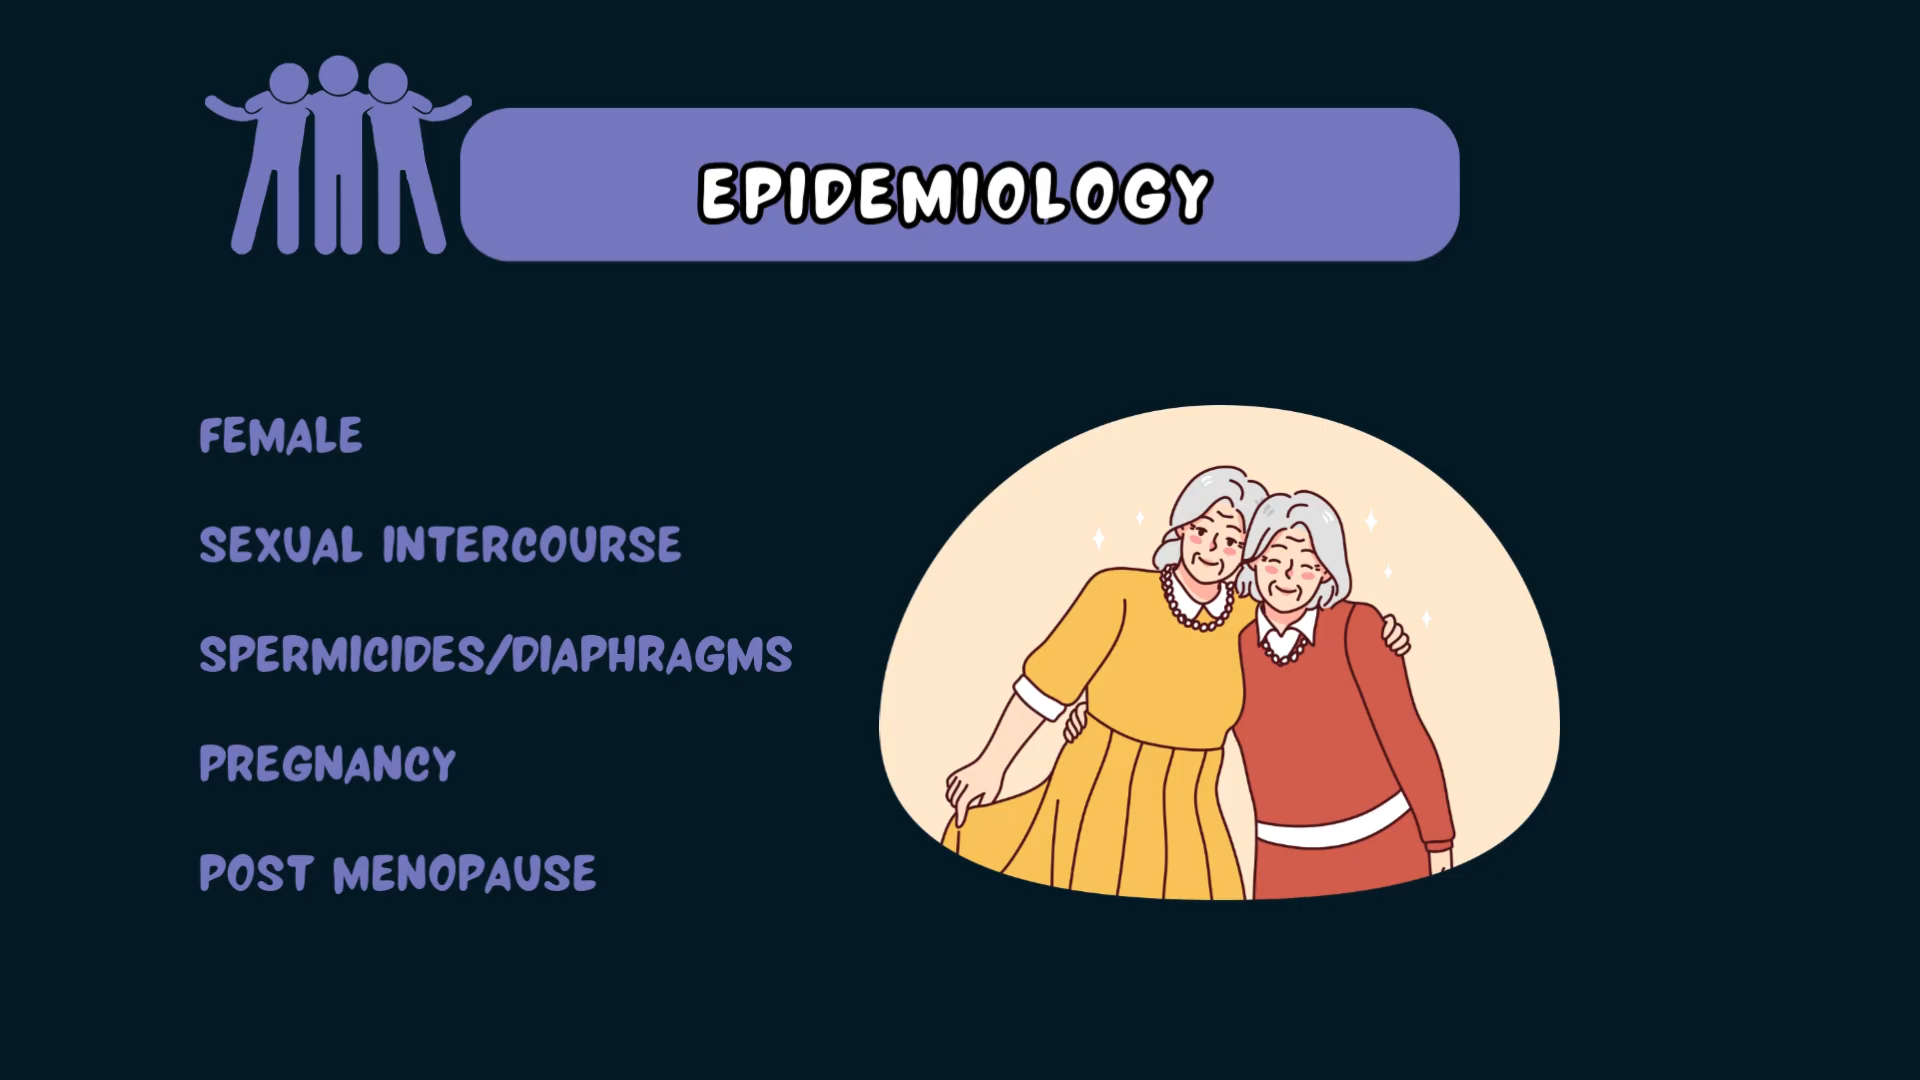 EPIDEMIOLOGY
FEMALE
SEXUAL INTERCOURSE
SPERMICIDES/DIAPHRAGMS
PREGNANCY
POST MENOPAUSE